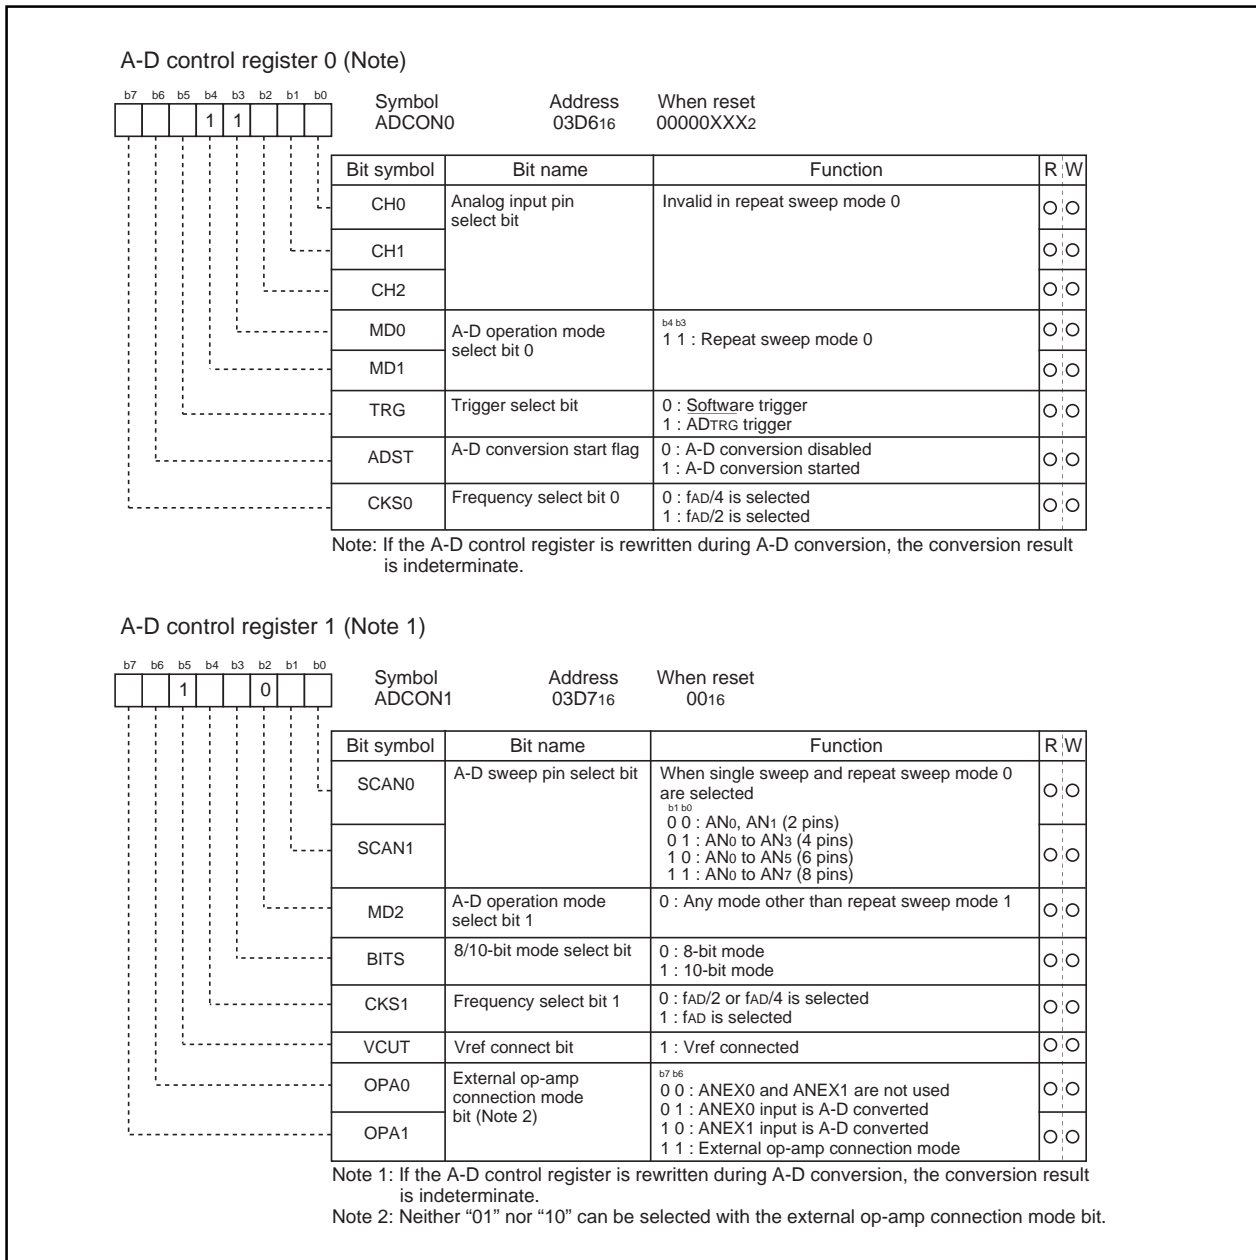 A-D control register 0 (Note)
b7 b6 b5 b4 b3 b2 b1 b0
1 1
Symbol Address When reset
ADCON0 03D616 00000XXX2
Bit symbol Bit name Function R W
CH0 Analog input pin select bit Invalid in repeat sweep mode 0
CH1
CH2
MD0 A-D operation mode select bit 0 b4 b3
1 1 : Repeat sweep mode 0
MD1
TRG Trigger select bit 0 : Software trigger
1 : ADTRG trigger
ADST A-D conversion start flag 0 : A-D conversion disabled
1 : A-D conversion started
CKS0 Frequency select bit 0 0 : fAD/4 is selected
1 : fAD/2 is selected
Note: If the A-D control register is rewritten during A-D conversion, the conversion result
is indeterminate.
A-D control register 1 (Note 1)
b7 b6 b5 b4 b3 b2 b1 b0
1 0
Symbol Address When reset
ADCON1 03D716 0016
Bit symbol Bit name Function R W
SCAN0 A-D sweep pin select bit When single sweep and repeat sweep mode 0
are selected
b1 b0
0 0 : AN0, AN1 (2 pins)
0 1 : AN0 to AN3 (4 pins)
SCAN1 1 0 : AN0 to AN5 (6 pins)
1 1 : AN0 to AN7 (8 pins)
MD2 A-D operation mode select bit 1 0 : Any mode other than repeat sweep mode 1
BITS 8/10-bit mode select bit 0 : 8-bit mode
1 : 10-bit mode
CKS1 Frequency select bit 1 0 : fAD/2 or fAD/4 is selected
1 : fAD is selected
VCUT Vref connect bit 1 : Vref connected
OPA0 External op-amp connection mode bit (Note 2) b7 b6
0 0 : ANEX0 and ANEX1 are not used
0 1 : ANEX0 input is A-D converted
OPA1 1 0 : ANEX1 input is A-D converted
1 1 : External op-amp connection mode
Note 1: If the A-D control register is rewritten during A-D conversion, the conversion result
is indeterminate.
Note 2: Neither “01” nor “10” can be selected with the external op-amp connection mode bit.